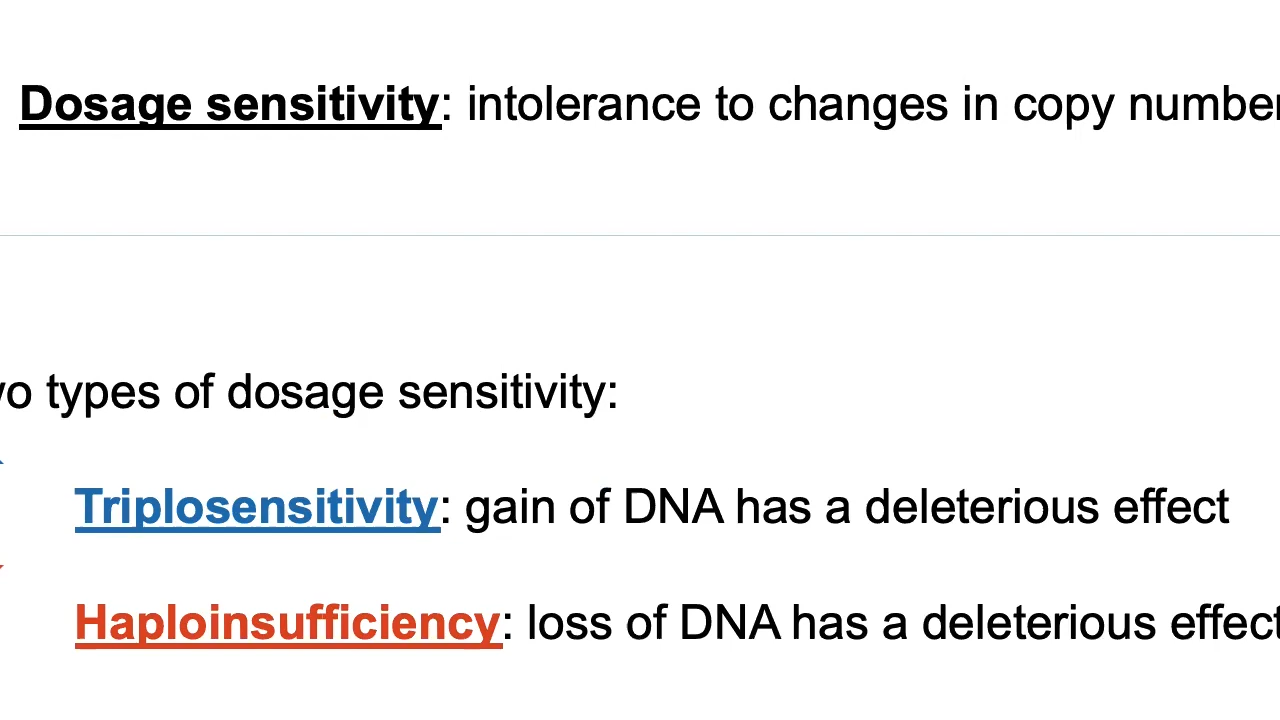 Dosage sensitivity: intolerance to changes in copy number
types of dosage sensitivity:
Triplosensitivity: gain of DNA has a deleterious effect
Haploinsufficiency: loss of DNA has a deleterious effect